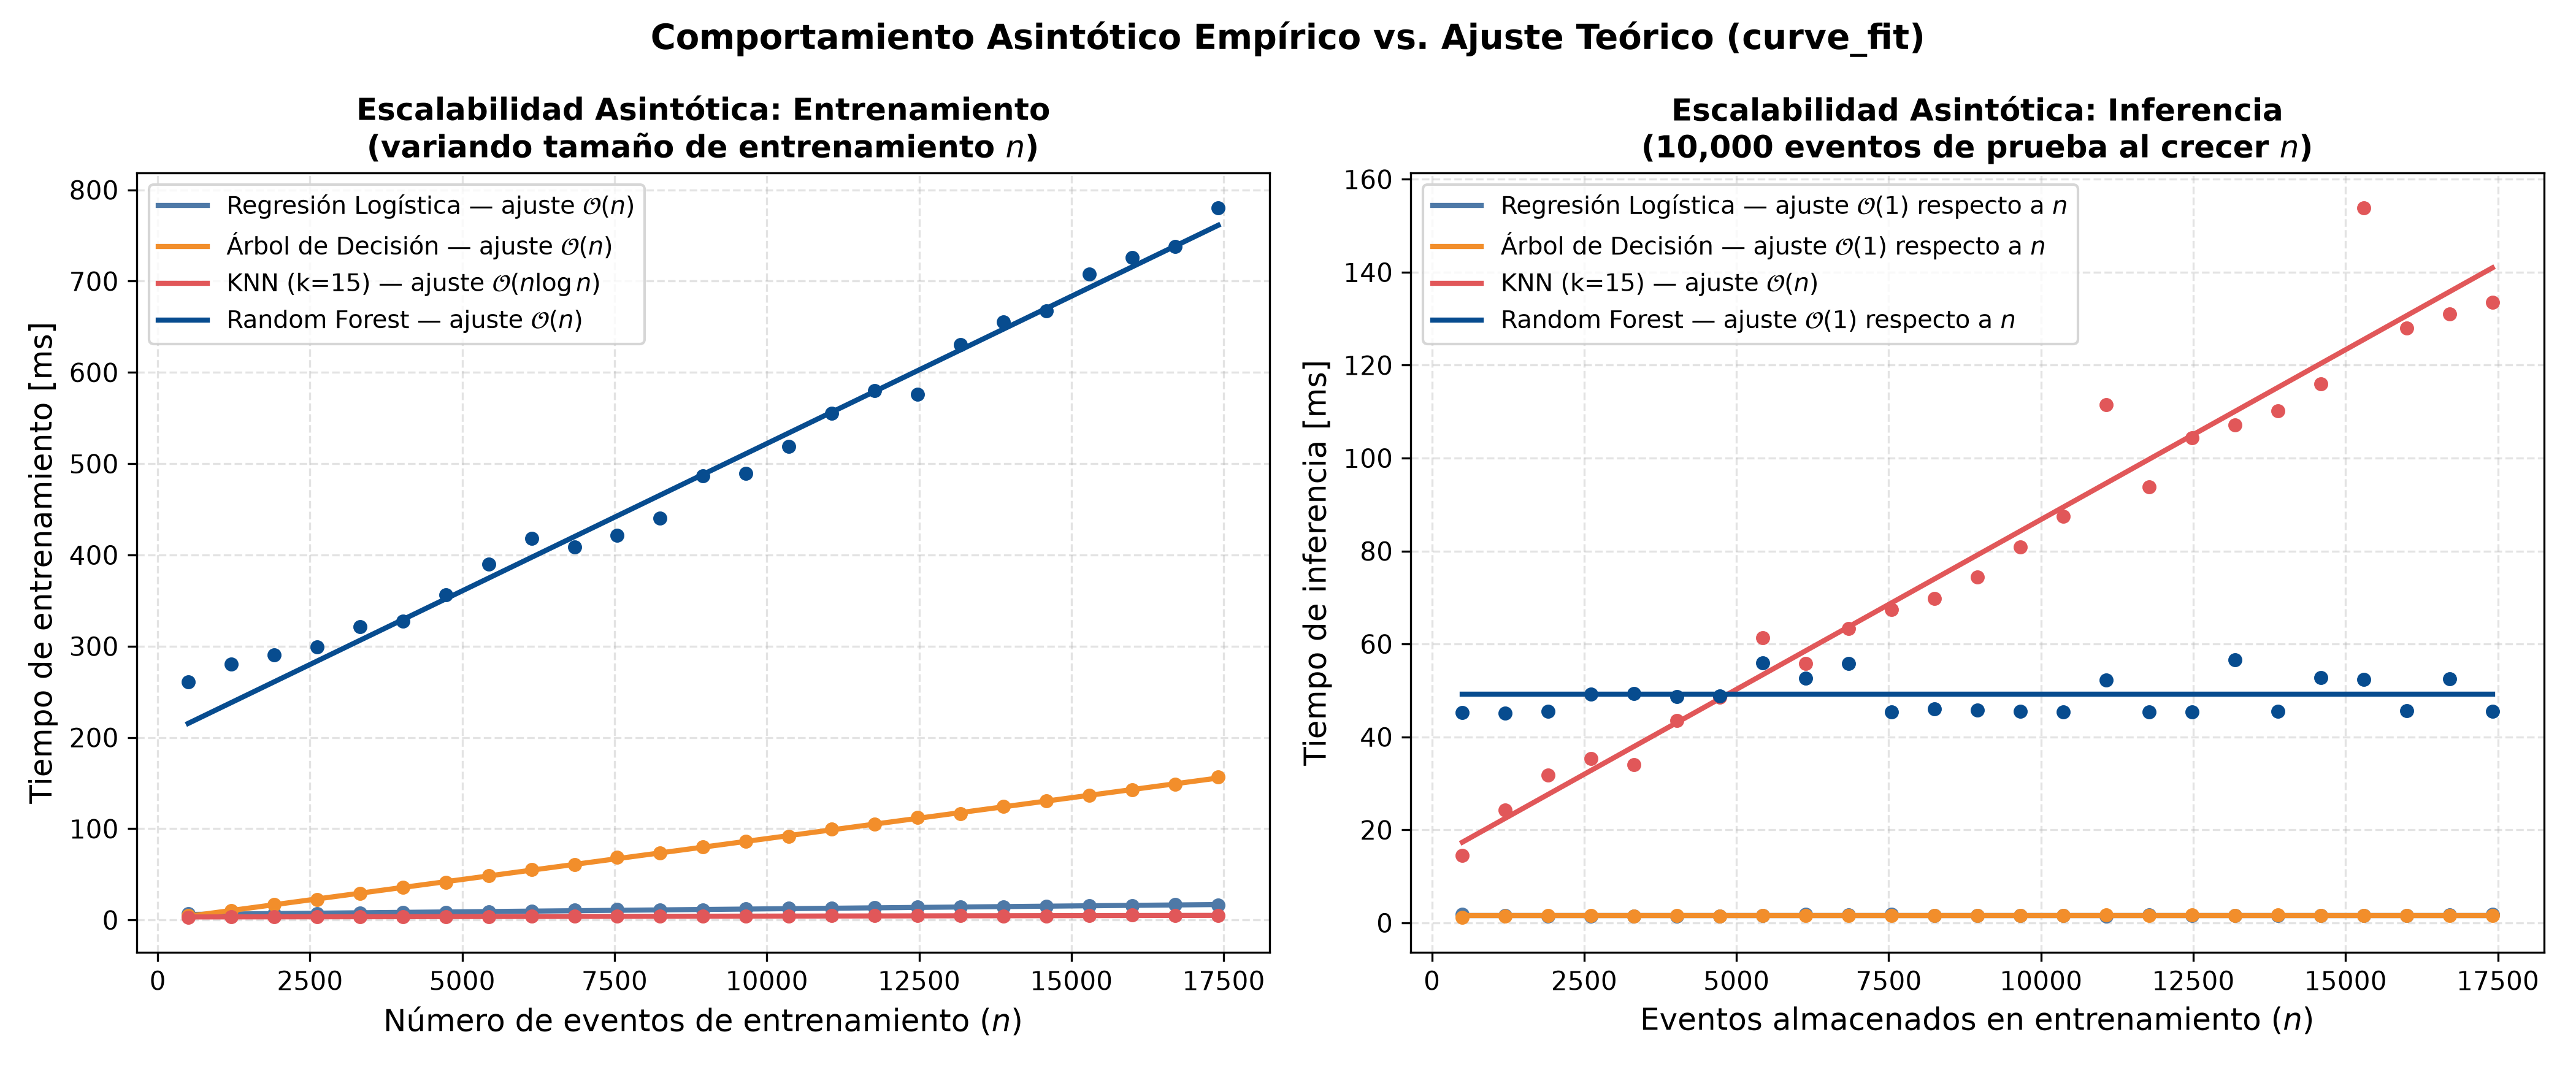 Comportamiento Asintótico Empírico vs. Ajuste Teórico (curve_fit)
Escalabilidad Asintótica: Entrenamiento
(variando tamaño de entrenamiento n)
800
700
600
500
400
300
200
100
0
Tiempo de entrenamiento [ms]
Regresión Logística — ajuste 𝒪(n)
Árbol de Decisión — ajuste 𝒪(n)
KNN (k=15) — ajuste 𝒪(n log n)
Random Forest — ajuste 𝒪(n)
0 2500 5000 7500 10000 12500 15000 17500
Número de eventos de entrenamiento (n)
Escalabilidad Asintótica: Inferencia
(10,000 eventos de prueba al crecer n)
160
140
120
100
80
60
40
20
0
Tiempo de inferencia [ms]
Regresión Logística — ajuste 𝒪(1) respecto a n
Árbol de Decisión — ajuste 𝒪(1) respecto a n
KNN (k=15) — ajuste 𝒪(n)
Random Forest — ajuste 𝒪(1) respecto a n
0 2500 5000 7500 10000 12500 15000 17500
Eventos almacenados en entrenamiento (n)